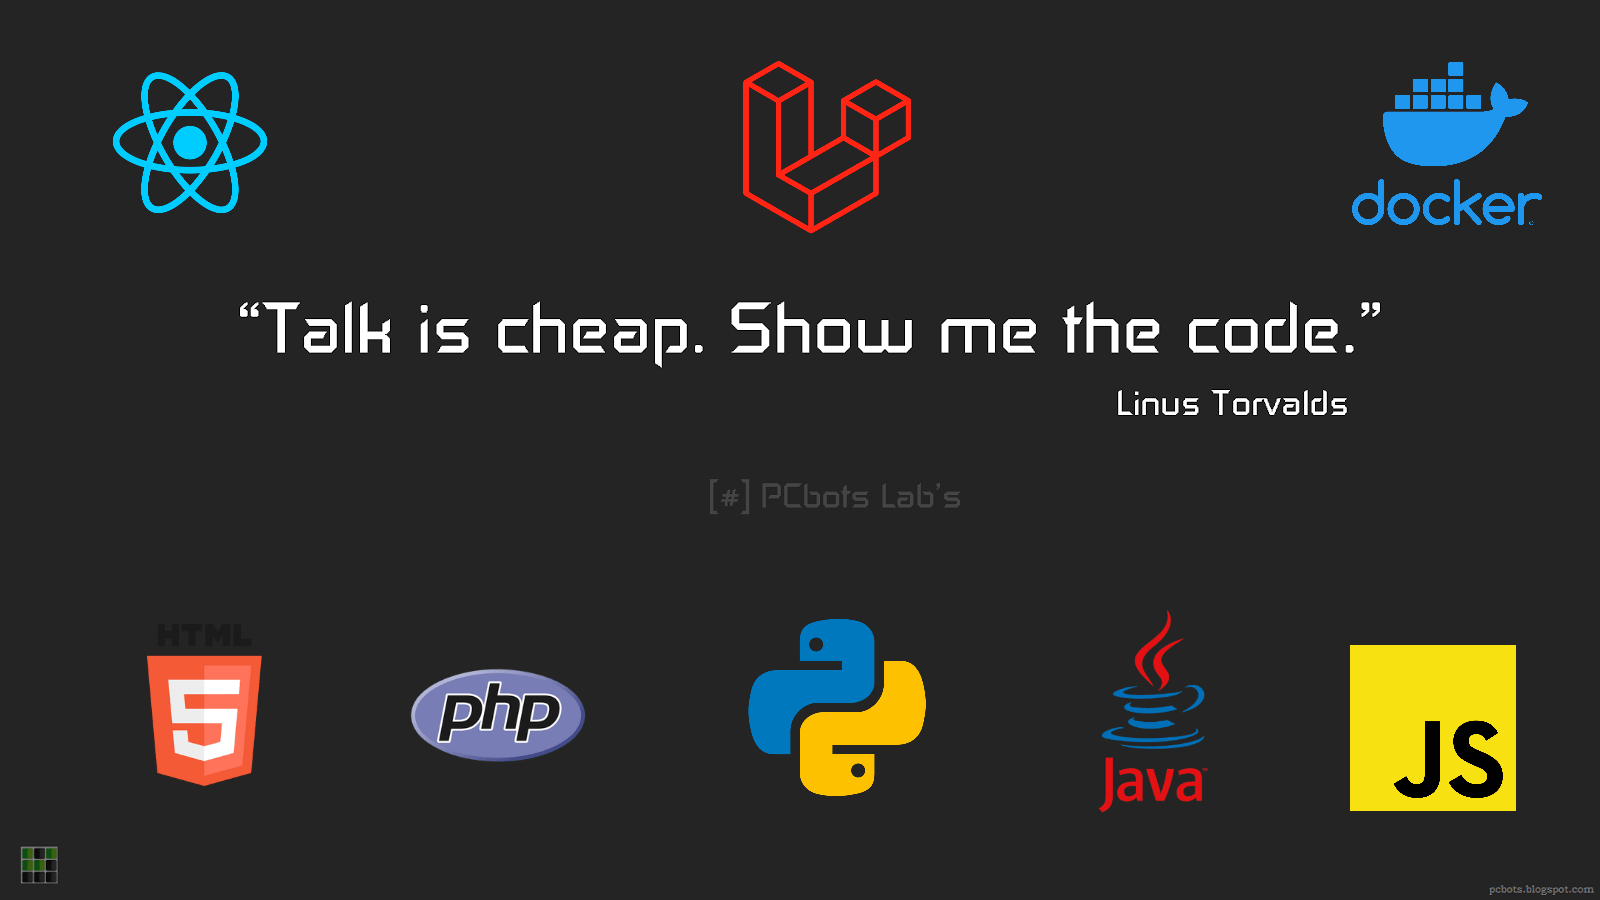 docker
“Talk is cheap. Show me the code.”
Linus Torvalds
[#] PCbots Lab’s
HTML
5
php
Java™
JS
pcbots.blogspot.com